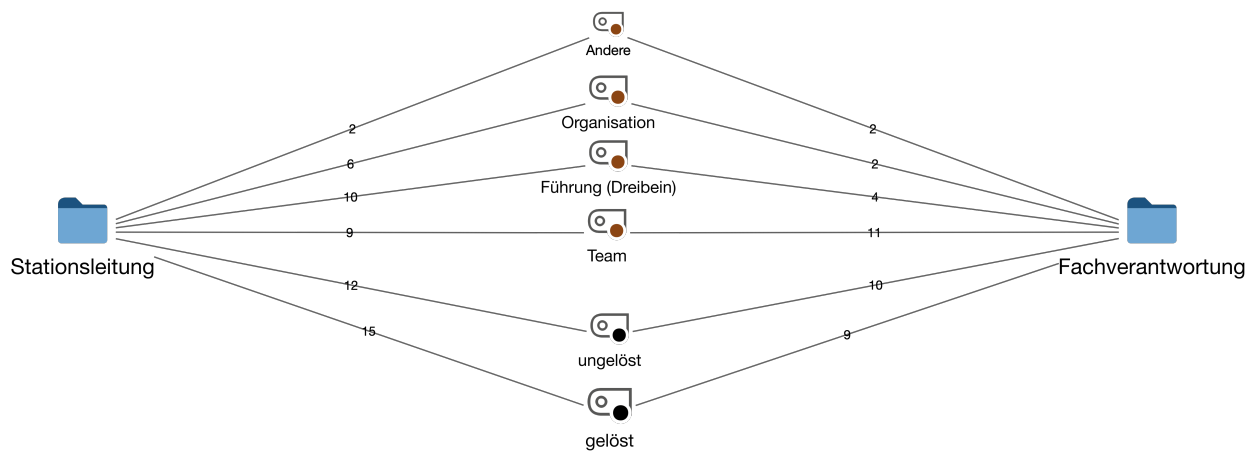 Andere
2
2
Organisation
6
2
Führung (Dreibein)
10
4
Team
9
11
Stationsleitung
Fachverantwortung
12
10
ungelöst
15
9
gelöst